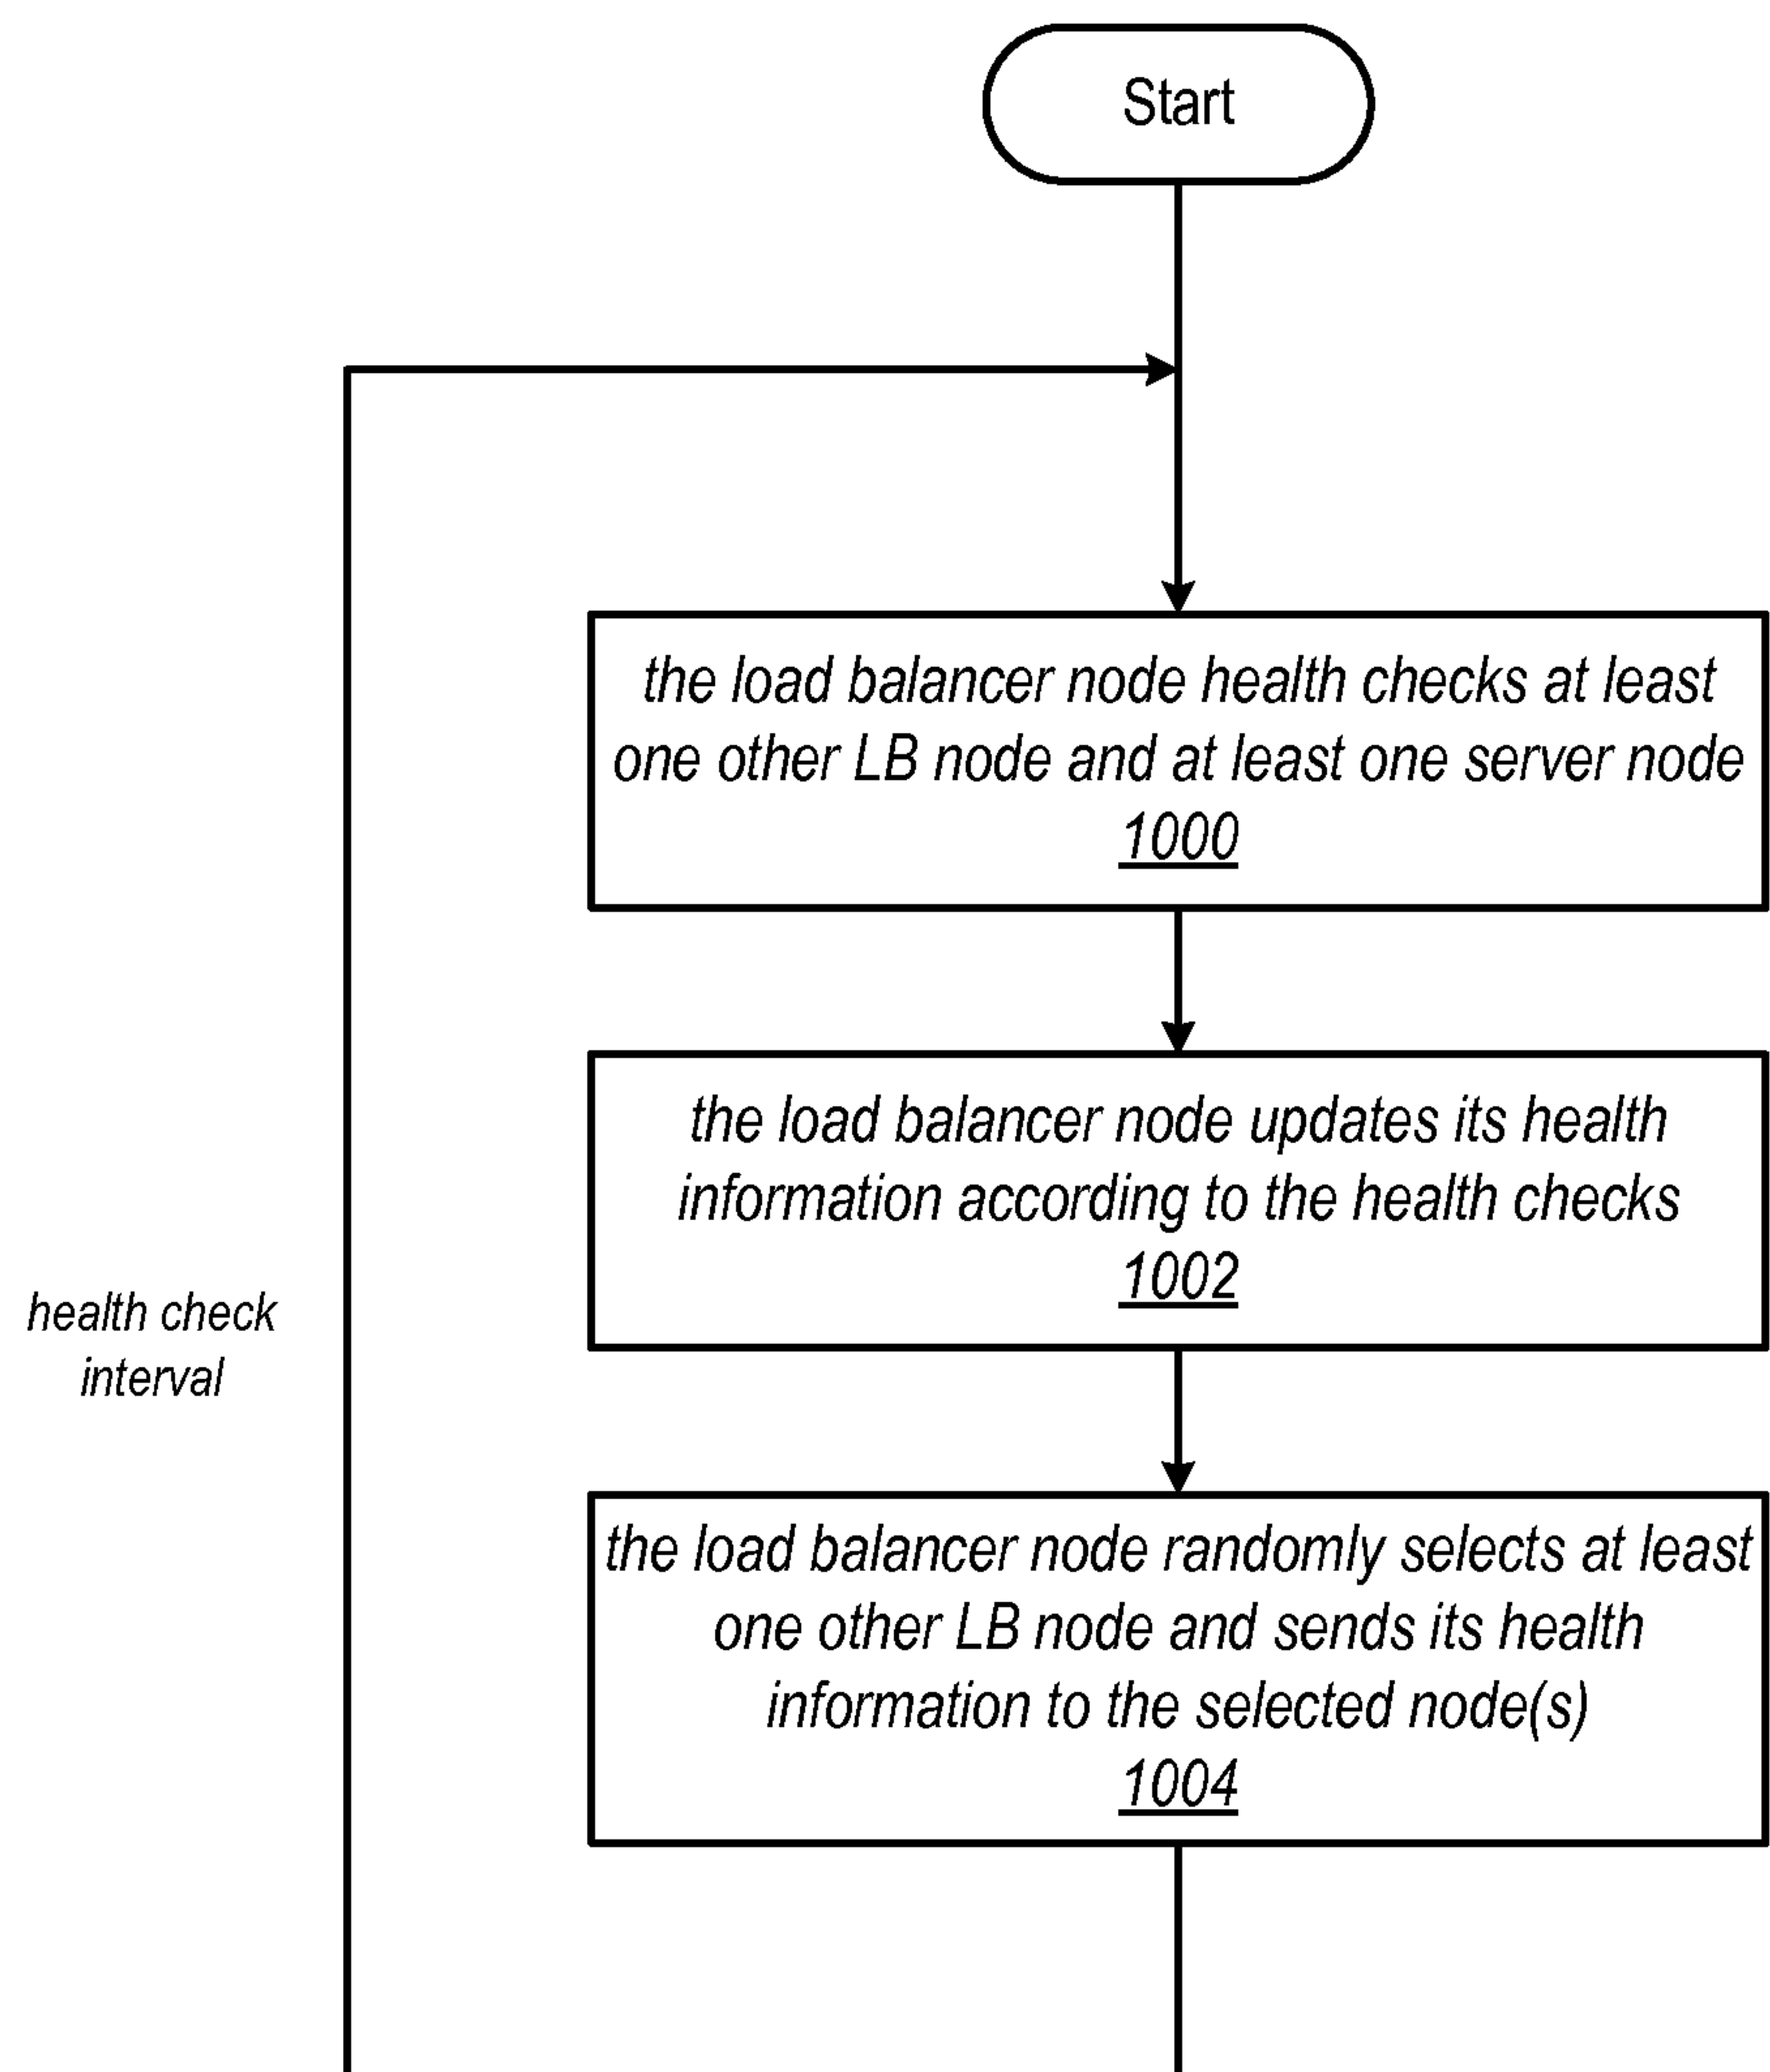 Start
the load balancer node health checks at least
one other LB node and at least one server node
1000
the load balancer node updates its health
information according to the health checks
1002
health check
interval
the load balancer node randomly selects at least
one other LB node and sends its health
information to the selected node(s)
1004